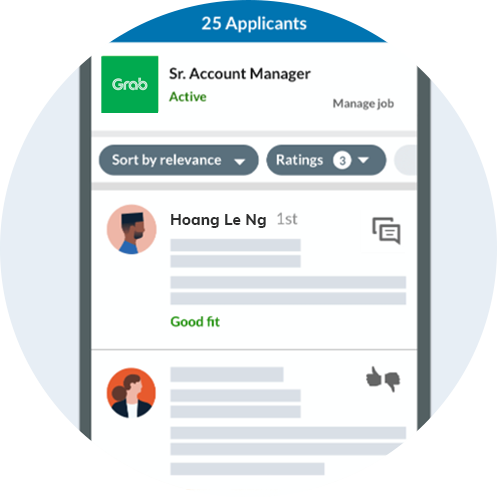 25 Applicants
Grab
Sr. Account Manager
Active
Manage job
Sort by relevance
Ratings 3
Hoang Le Ng 1st
Good fit